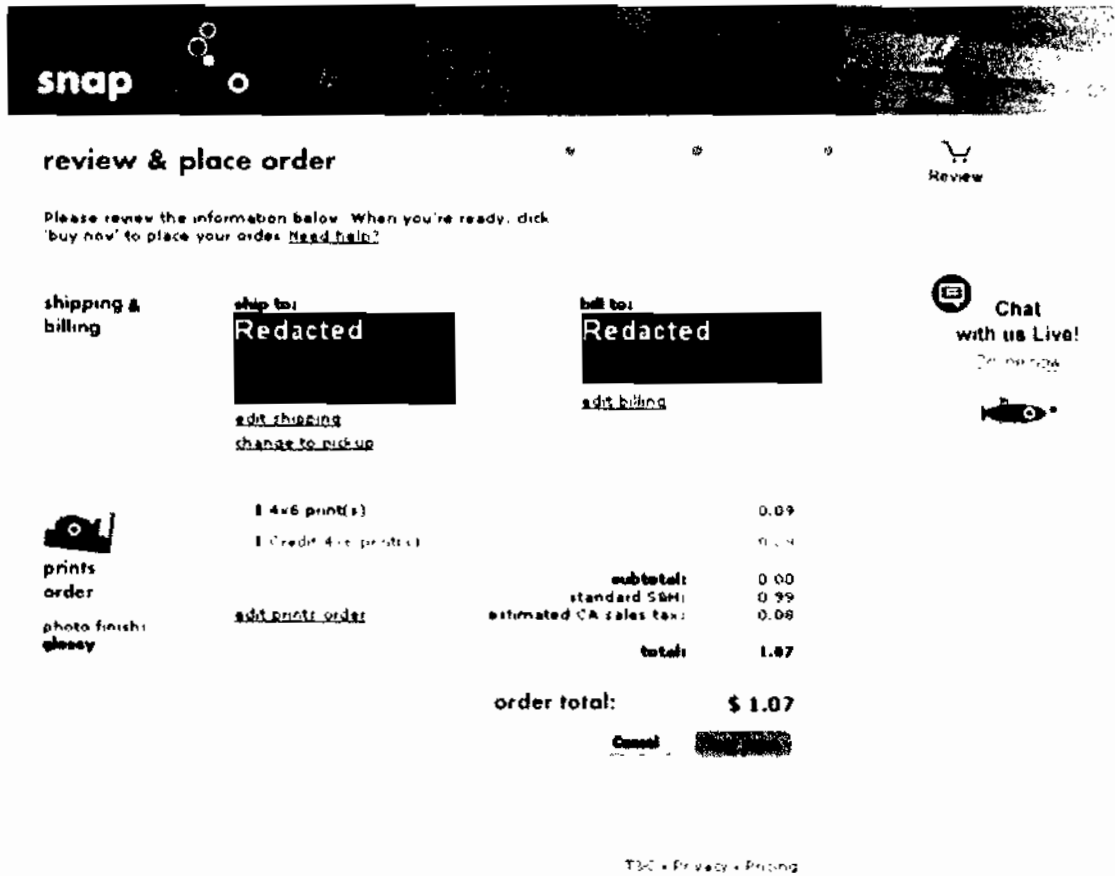 snap
review & place order
Review
Please review the information below. When you're ready, click
'buy now' to place your order. Need help?
shipping &
billing
ship to:
Redacted
edit shipping
change to pickup
bill to:
Redacted
edit billing
Chat
with us Live!
prints
order
photo finish:
glossy
1 4x6 print(s) 0.09
1 Credit 4x6 print(s)
edit prints order
subtotal: 0.00
standard S&H: 0.99
estimated CA sales tax: 0.08
total: 1.07
order total: $ 1.07
Cancel
T&C • Privacy • Pricing